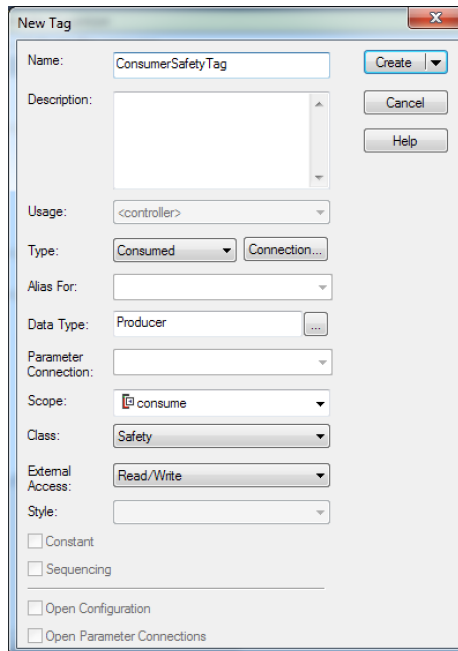 New Tag
Name: ConsumerSafetyTag Create
Description: Cancel
Help
Usage: <controller>
Type: Consumed Connection...
Alias For:
Data Type: Producer ...
Parameter
Connection:
Scope: consume
Class: Safety
External
Access: Read/Write
Style:
Constant
Sequencing
Open Configuration
Open Parameter Connections